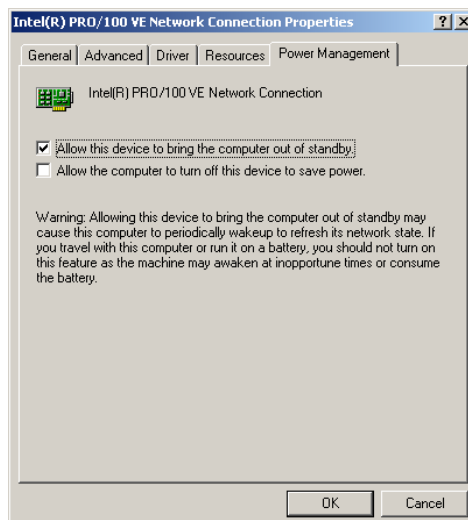 Intel(R) PRO/100 VE Network Connection Properties
General Advanced Driver Resources Power Management
Intel(R) PRO/100 VE Network Connection
Allow this device to bring the computer out of standby.
Allow the computer to turn off this device to save power.
Warning: Allowing this device to bring the computer out of standby may
cause this computer to periodically wakeup to refresh its network state. If
you travel with this computer or run it on a battery, you should not turn on
this feature as the machine may awaken at inopportune times or consume
the battery.
OK Cancel